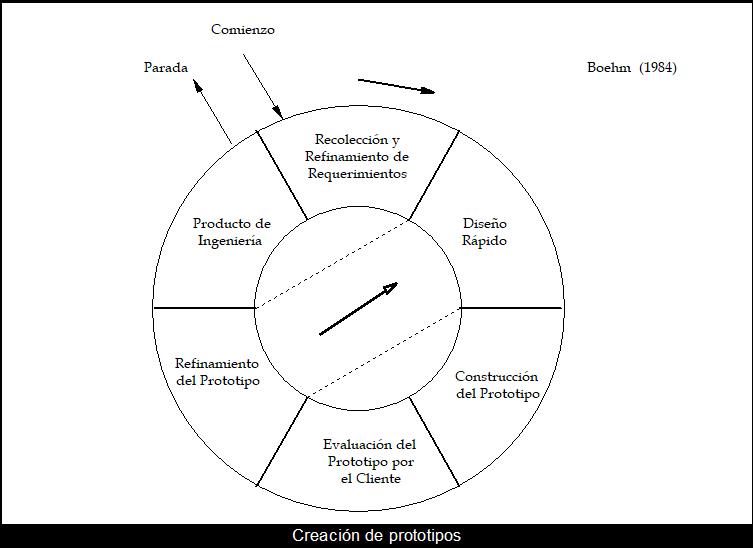 Comienzo
Parada
Boehm (1984)
Recolección y
Refinamiento de
Requerimientos
Diseño
Rápido
Construcción
del Prototipo
Evaluación del
Prototipo por
el Cliente
Refinamiento
del Prototipo
Producto de
Ingeniería
Creación de prototipos